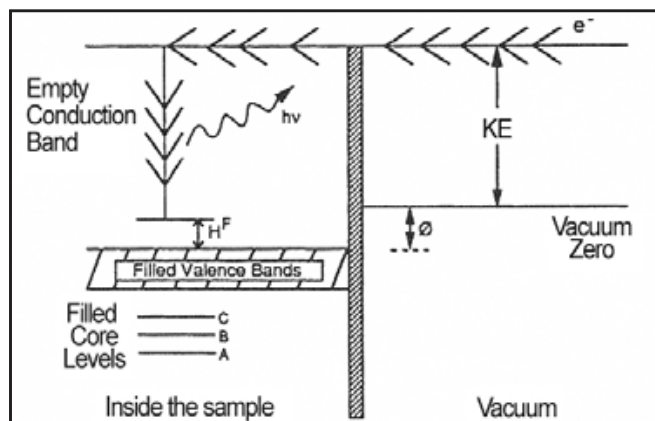 e⁻
Empty
Conduction
Band
hν
KE
H^F
Ø
Vacuum
Zero
Filled Valence Bands
Filled
Core
Levels
C
B
A
Inside the sample
Vacuum